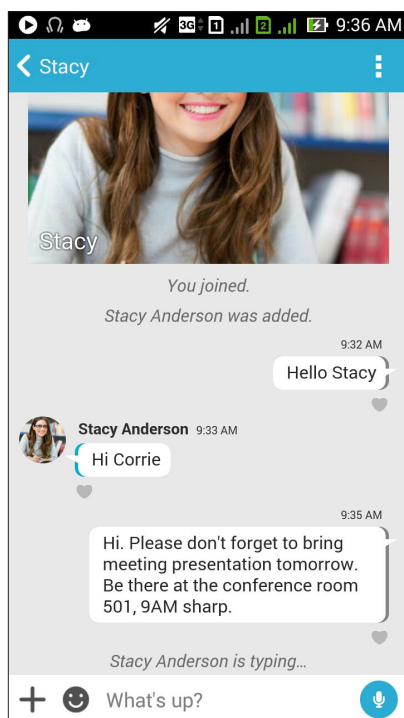 3G 1 2 9:36 AM
Stacy
Stacy
You joined.
Stacy Anderson was added.
9:32 AM
Hello Stacy
Stacy Anderson 9:33 AM
Hi Corrie
9:35 AM
Hi. Please don't forget to bring
meeting presentation tomorrow.
Be there at the conference room
501, 9AM sharp.
Stacy Anderson is typing...
What's up?